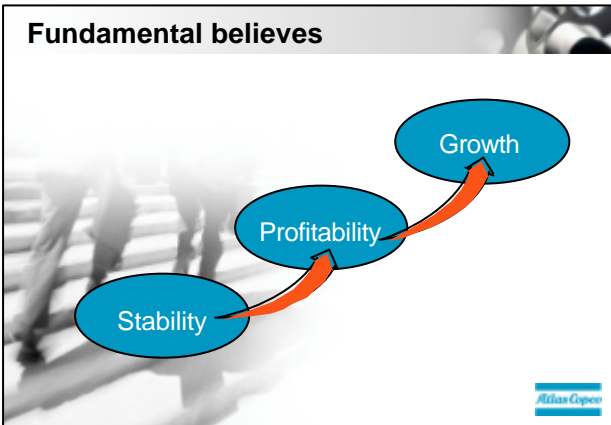 Fundamental believes
Growth
Profitability
Stability
Atlas Copco